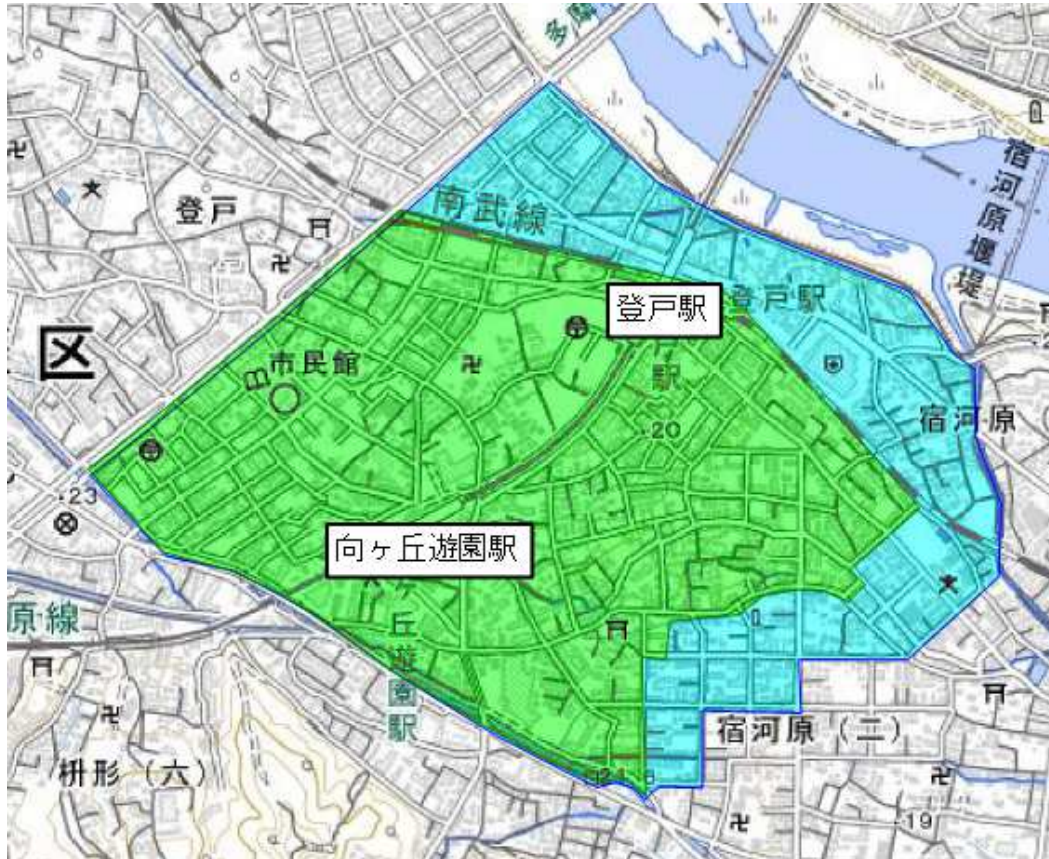 多摩
宿河原堰堤
登戸
南武線
登戸駅
登戸駅
区
市民館
駅
宿河原
・20
・23
向ヶ丘遊園駅
原線
ヶ丘遊園駅
宿河原（二）
枡形（六）
・19